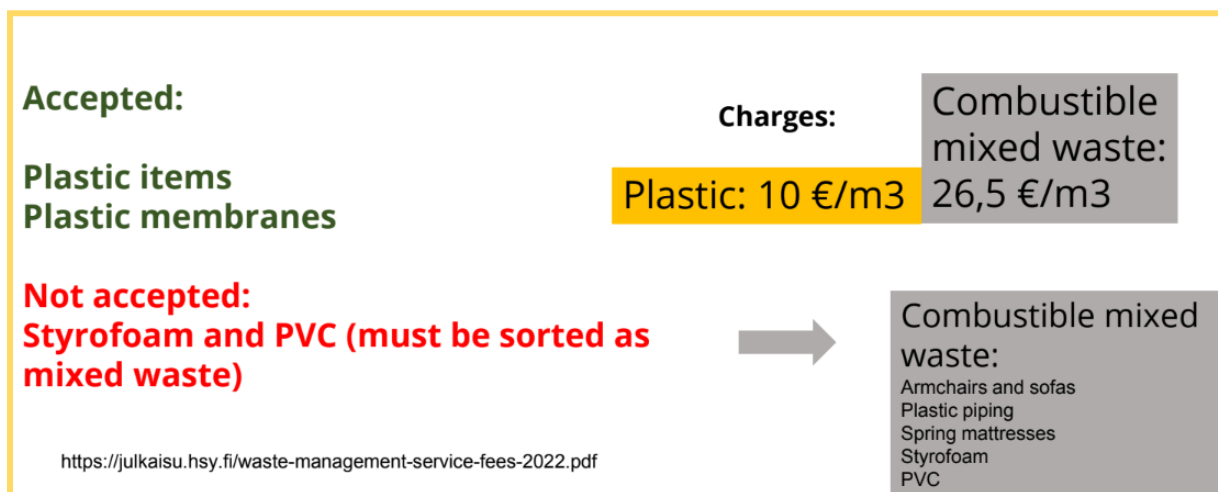 Accepted:
Plastic items
Plastic membranes
Not accepted:
Styrofoam and PVC (must be sorted as
mixed waste)
https://julkaisu.hsy.fi/waste-management-service-fees-2022.pdf
Charges:
Plastic: 10 €/m3
Combustible
mixed waste:
26,5 €/m3
Combustible mixed
waste:
Armchairs and sofas
Plastic piping
Spring mattresses
Styrofoam
PVC